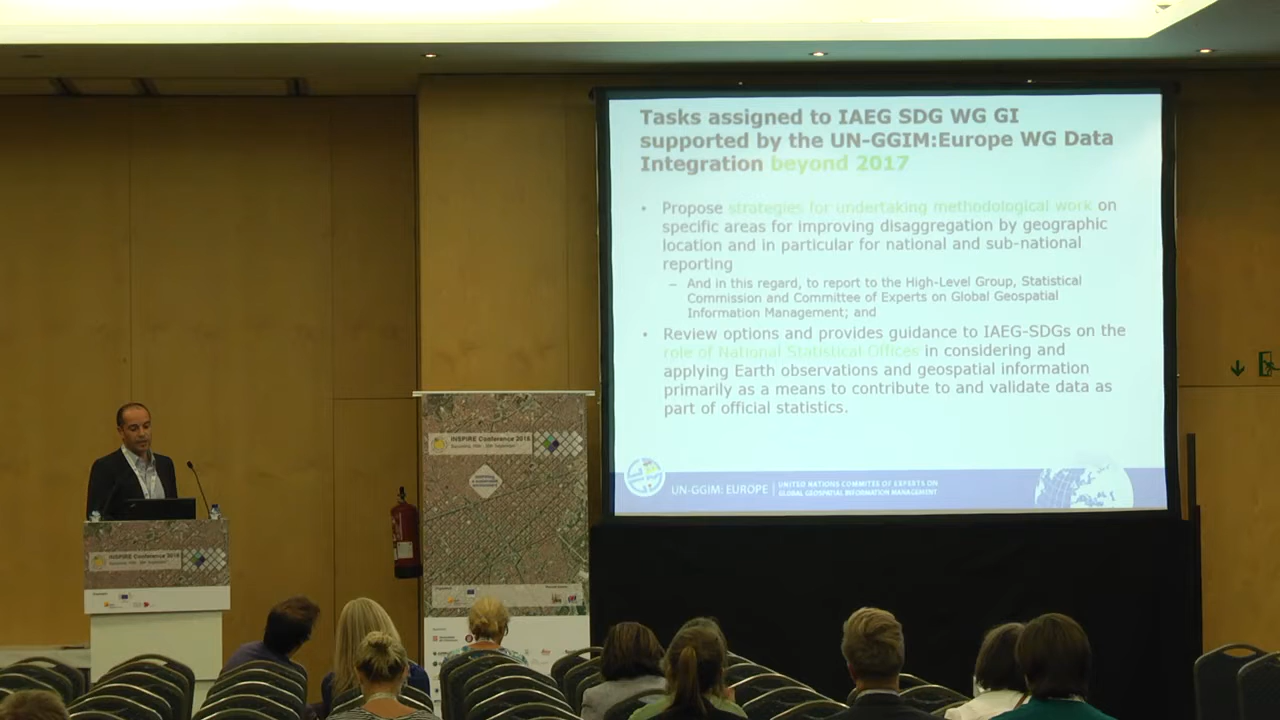 Tasks assigned to IAEG SDG WG GI
supported by the UN-GGIM:Europe WG Data
Integration beyond 2017
• Propose strategies for undertaking methodological work on
specific areas for improving disaggregation by geographic
location and in particular for national and sub-national
reporting
– And in this regard, to report to the High-Level Group, Statistical
Commission and Committee of Experts on Global Geospatial
Information Management; and
• Review options and provides guidance to IAEG-SDGs on the
role of National Statistical Offices in considering and
applying Earth observations and geospatial information
primarily as a means to contribute to and validate data as
part of official statistics.
UN-GGIM: EUROPE
UNITED NATIONS COMMITTEE OF EXPERTS ON
GLOBAL GEOSPATIAL INFORMATION MANAGEMENT
INSPIRE Conference 2016
INSPIRE Conference 2016